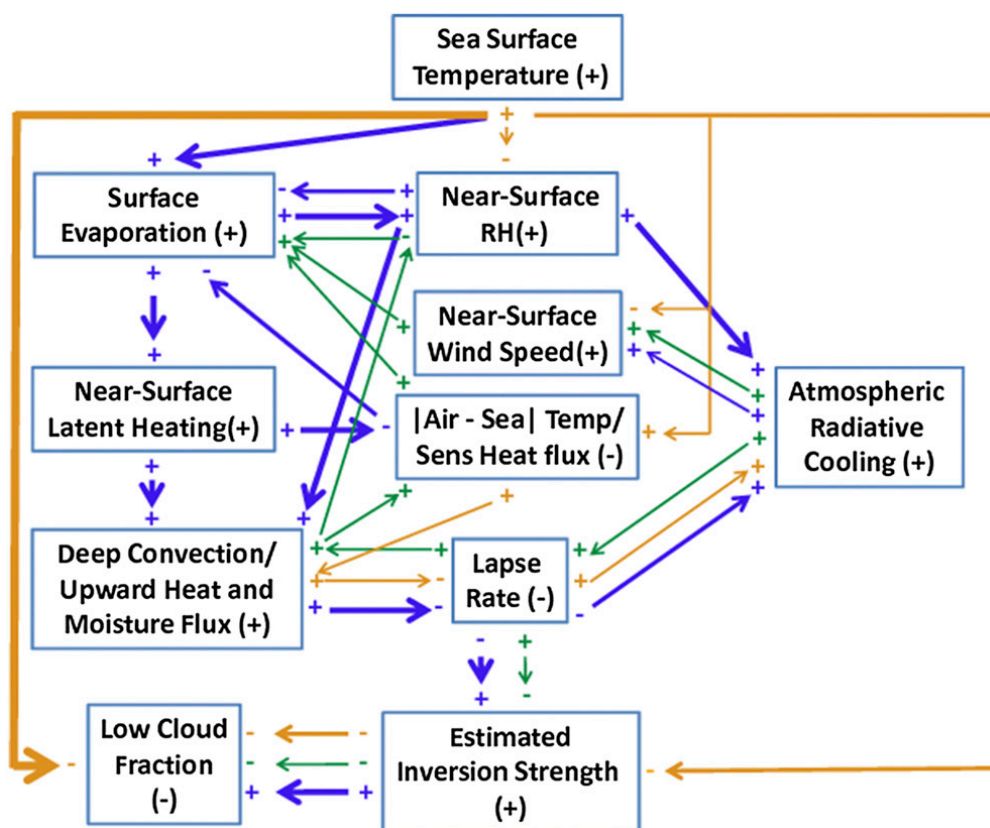 Sea Surface
Temperature (+)
+
-
+
Surface
Evaporation (+)
- +
+ +
+ -
Near-Surface
RH(+)
+
+ -
+
Near-Surface
Wind Speed(+)
-
+
+
+
+
+
+
+
+
+
Atmospheric
Radiative
Cooling (+)
Near-Surface
Latent Heating(+)
+ -
+
|Air - Sea| Temp/
Sens Heat flux (-)
+
+
+
+ +
+
Deep Convection/
Upward Heat and
Moisture Flux (+)
+ +
+ -
+ -
Lapse
Rate (-)
+
+
-
- +
+ -
Low Cloud
Fraction
(-)
-
- -
- -
+ +
Estimated
Inversion Strength
(+)
-